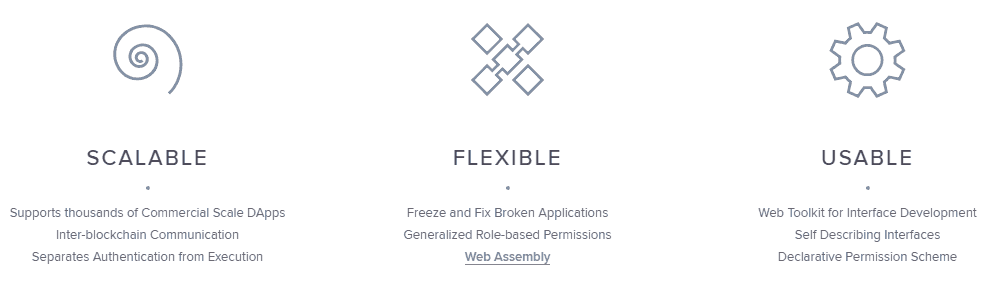 SCALABLE
Supports thousands of Commercial Scale DApps
Inter-blockchain Communication
Separates Authentication from Execution
FLEXIBLE
Freeze and Fix Broken Applications
Generalized Role-based Permissions
Web Assembly
USABLE
Web Toolkit for Interface Development
Self Describing Interfaces
Declarative Permission Scheme